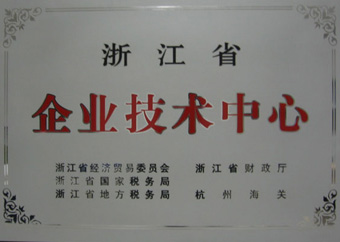 浙江省
企业技术中心
浙江省经济贸易委员会 浙江省财政厅
浙江省国家税务局
浙江省地方税务局 杭州海关